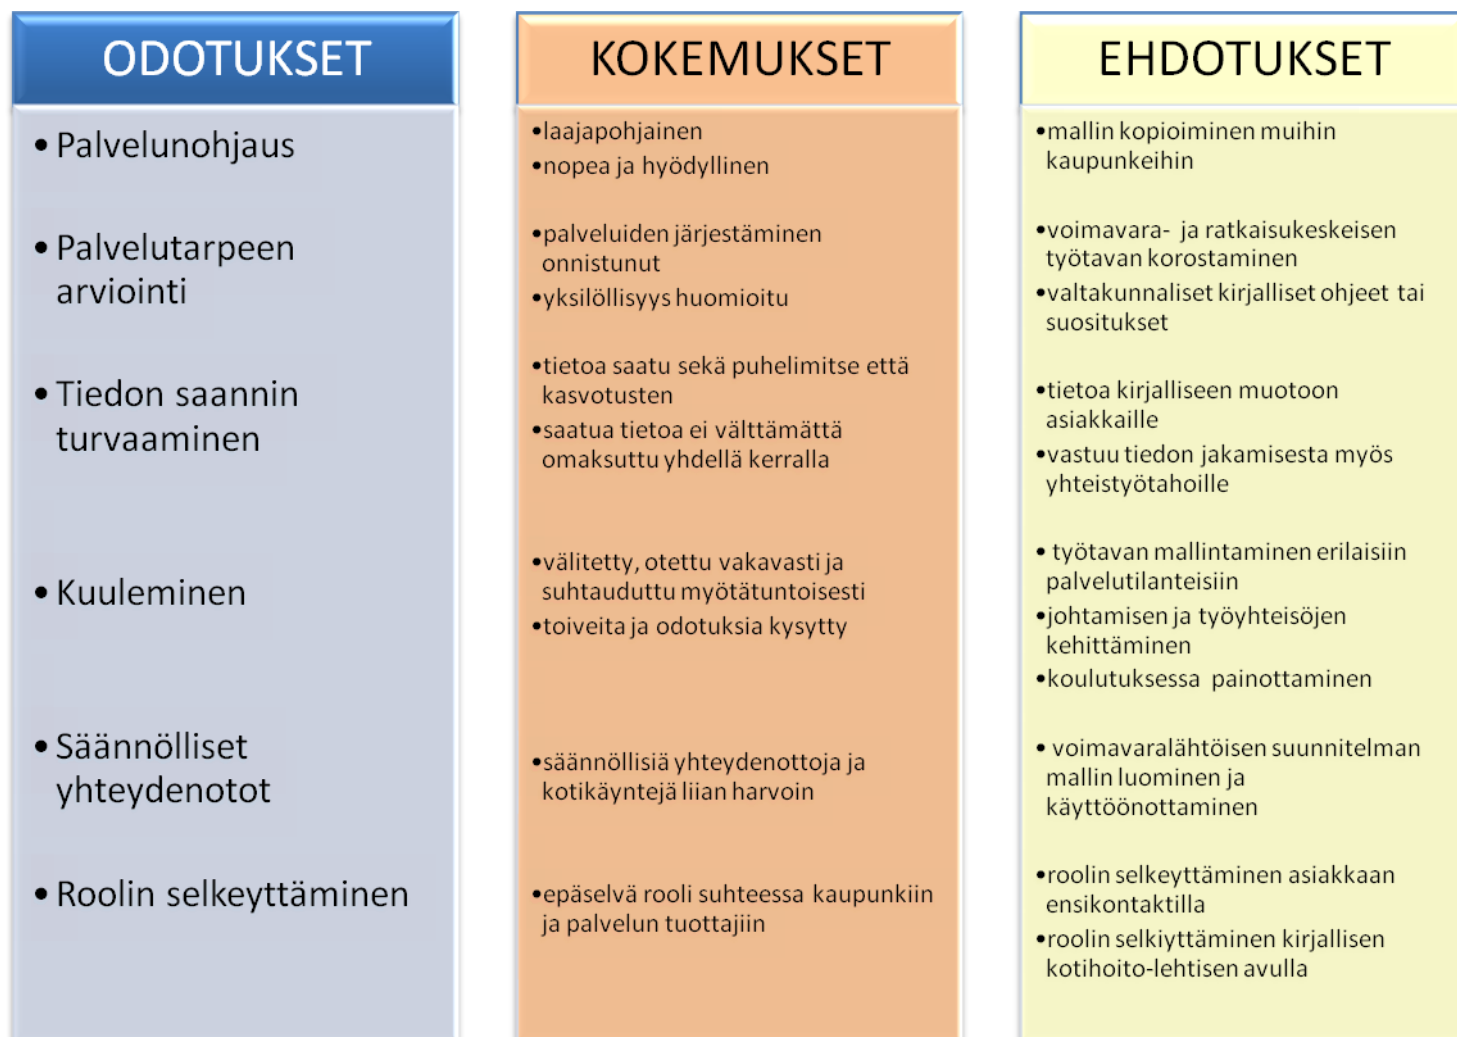 ODOTUKSET
• Palvelunohjaus
• Palvelutarpeen
arviointi
• Tiedon saannin
turvaaminen
• Kuuleminen
• Säännölliset
yhteydenotot
• Roolin selkeyttäminen
KOKEMUKSET
•laajapohjainen
•nopea ja hyödyllinen
•palveluiden järjestäminen
onnistunut
•yksilöllisyys huomioitu
•tietoa saatu sekä puhelimitse että
kasvotusten
•saatua tietoa ei välttämättä
omaksuttu yhdellä kerralla
•välitetty, otettu vakavasti ja
suhtauduttu myötätuntoisesti
•toiveita ja odotuksia kysytty
•säännöllisiä yhteydenottoja ja
kotikäyntejä liian harvoin
•epäselvä rooli suhteessa kaupunkiin
ja palvelun tuottajiin
EHDOTUKSET
•mallin kopioiminen muihin
kaupunkeihin
•voimavara- ja ratkaisukeskeisen
työtavan korostaminen
•valtakunnaliset kirjalliset ohjeet tai
suositukset
•tietoa kirjalliseen muotoon
asiakkaille
•vastuu tiedon jakamisesta myös
yhteistyötahoille
• työtavan mallintaminen erilaisiin
palvelutilanteisiin
•johtamisen ja työyhteisöjen
kehittäminen
•koulutuksessa painottaminen
• voimavaralähtöisen suunnitelman
mallin luominen ja
käyttöönottaminen
•roolin selkeyttäminen asiakkaan
ensikontaktilla
•roolin selkiyttäminen kirjallisen
kotihoito-lehtisen avulla